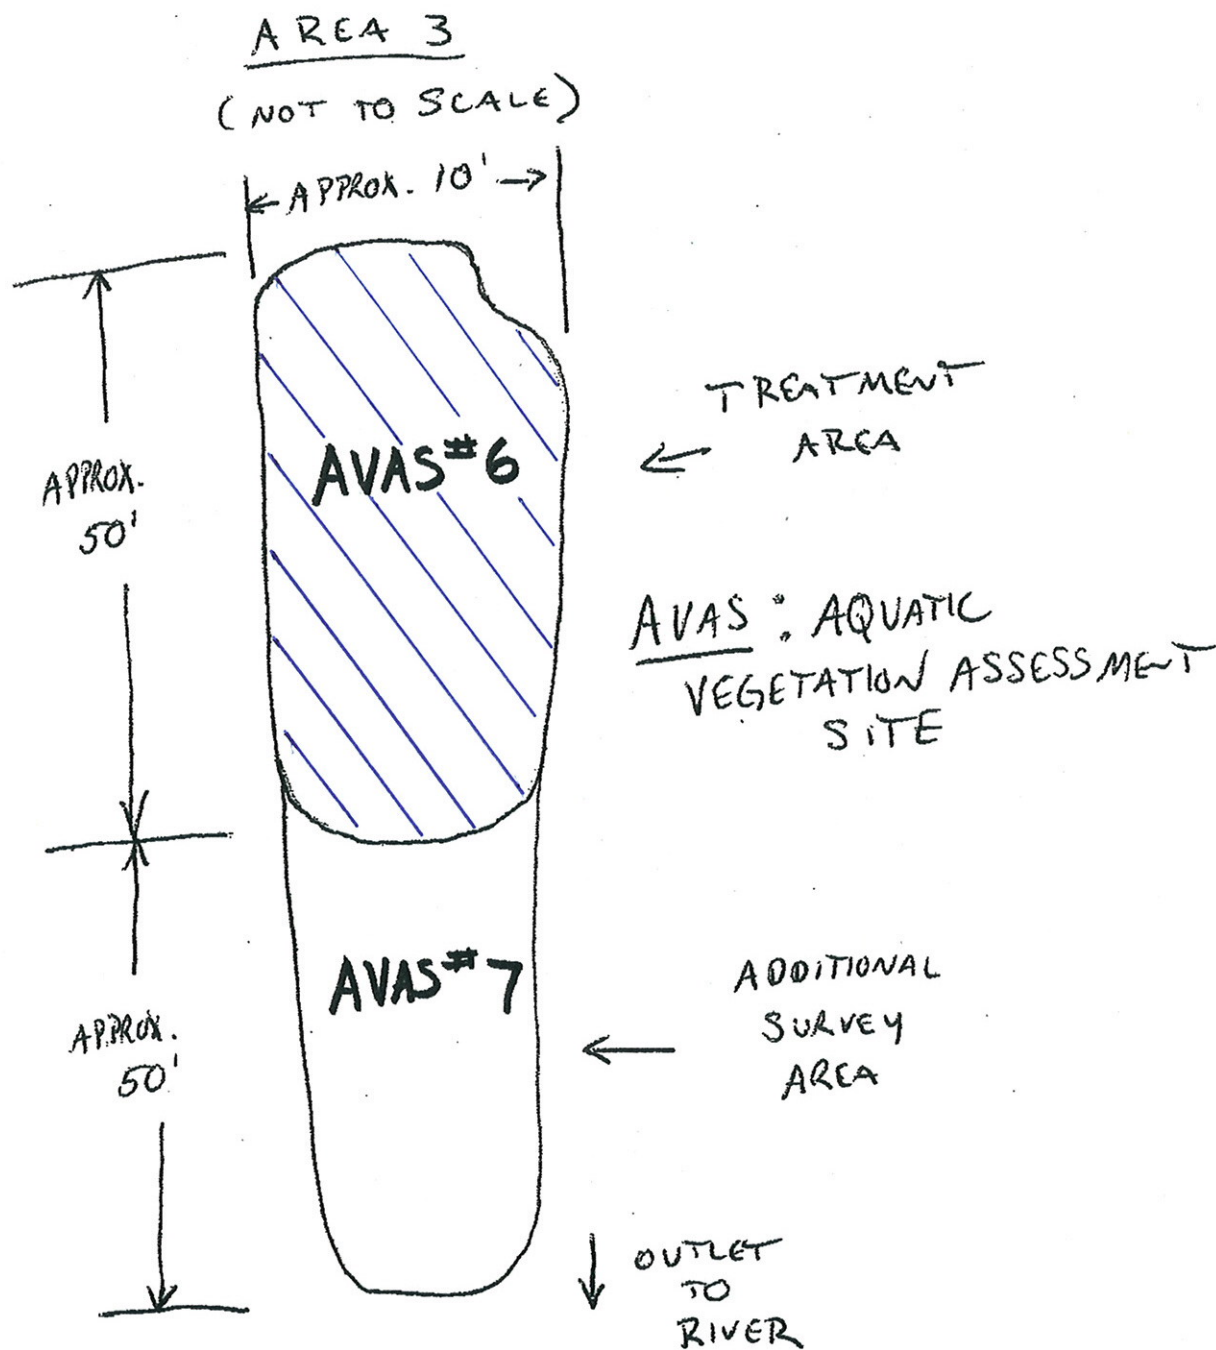 AREA 3
(NOT TO SCALE)
APPROX. 10'
TREATMENT
AREA
AVAS #6
APPROX.
50'
AVAS : AQUATIC
VEGETATION ASSESSMENT
SITE
AVAS #7
ADDITIONAL
SURVEY
AREA
APPROX.
50'
OUTLET
TO
RIVER